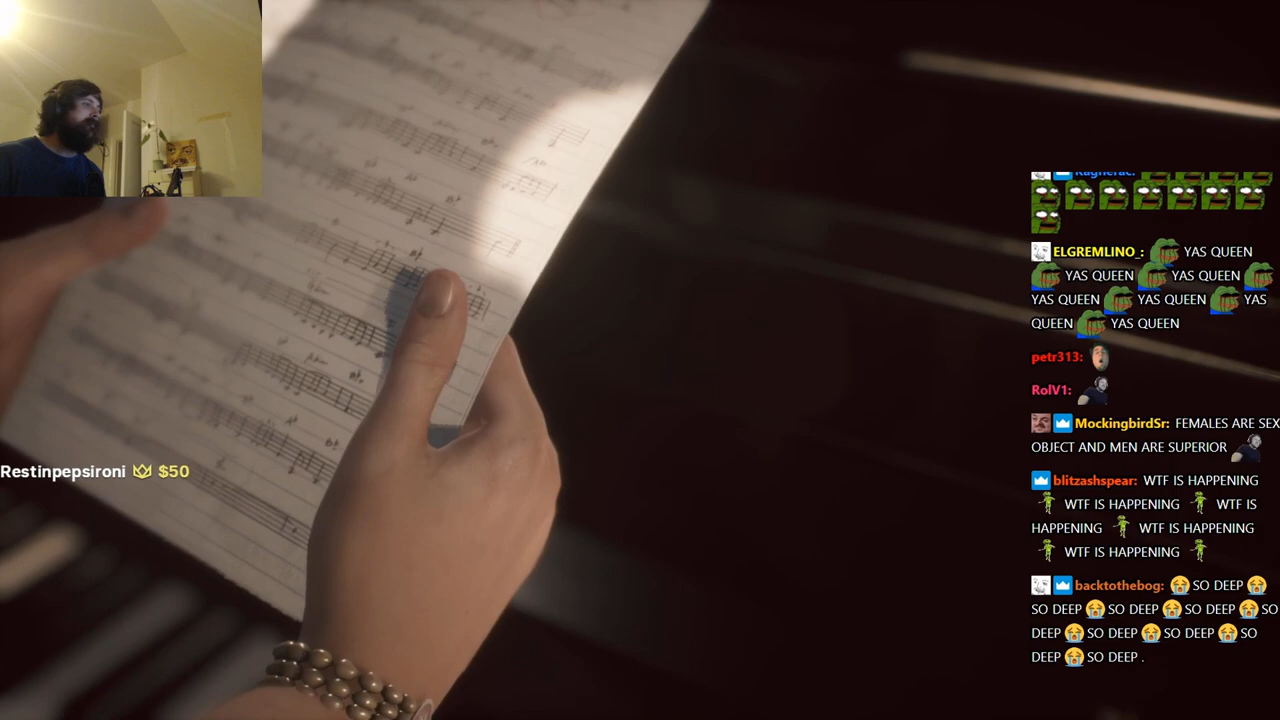 Ragnerac:
ELGREMLINO_: YAS QUEEN
YAS QUEEN YAS QUEEN
YAS QUEEN YAS QUEEN YAS
QUEEN YAS QUEEN
petr313:
RolV1:
MockingbirdSr: FEMALES ARE SEX
OBJECT AND MEN ARE SUPERIOR
blitzashspear: WTF IS HAPPENING
WTF IS HAPPENING WTF IS
HAPPENING WTF IS HAPPENING
WTF IS HAPPENING
Restinpepsironi $50
backtothebog: SO DEEP
SO DEEP SO DEEP SO DEEP SO
DEEP SO DEEP SO DEEP SO
DEEP SO DEEP .